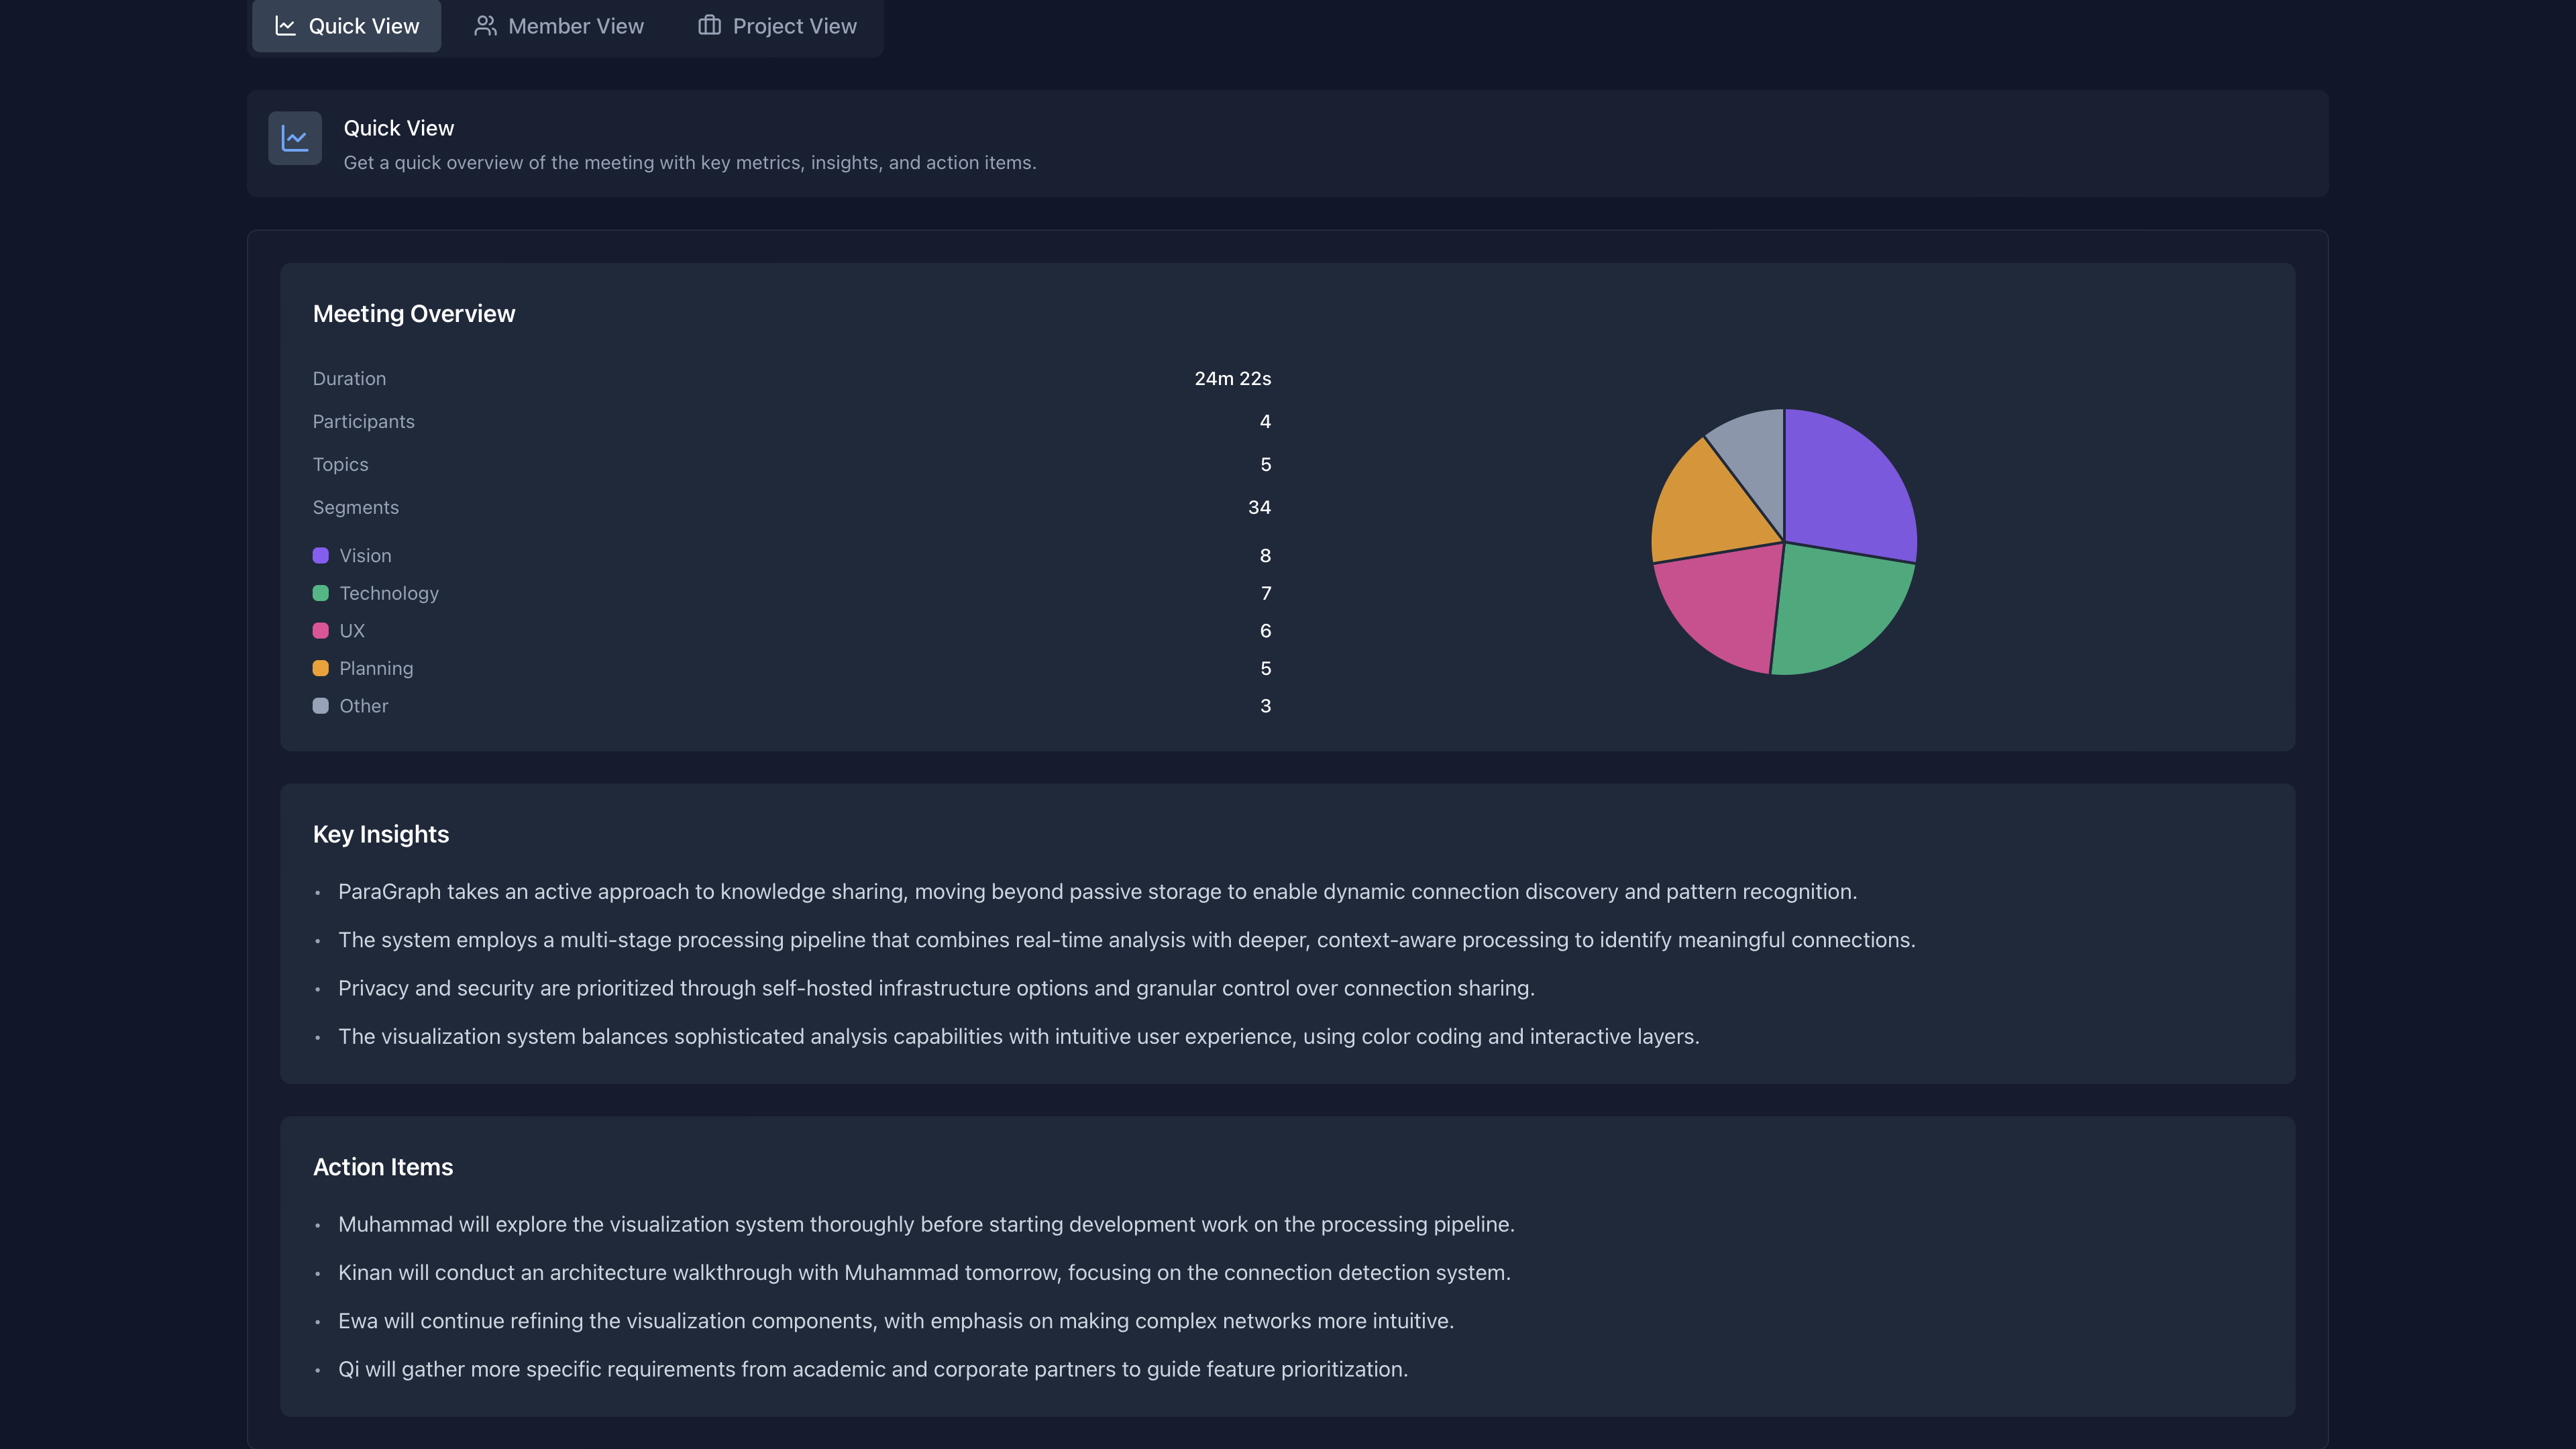 Quick View
Member View
Project View
Quick View
Get a quick overview of the meeting with key metrics, insights, and action items.
Meeting Overview
Duration 24m 22s
Participants 4
Topics 5
Segments 34
Vision 8
Technology 7
UX 6
Planning 5
Other 3
Key Insights
• ParaGraph takes an active approach to knowledge sharing, moving beyond passive storage to enable dynamic connection discovery and pattern recognition.
• The system employs a multi-stage processing pipeline that combines real-time analysis with deeper, context-aware processing to identify meaningful connections.
• Privacy and security are prioritized through self-hosted infrastructure options and granular control over connection sharing.
• The visualization system balances sophisticated analysis capabilities with intuitive user experience, using color coding and interactive layers.
Action Items
• Muhammad will explore the visualization system thoroughly before starting development work on the processing pipeline.
• Kinan will conduct an architecture walkthrough with Muhammad tomorrow, focusing on the connection detection system.
• Ewa will continue refining the visualization components, with emphasis on making complex networks more intuitive.
• Qi will gather more specific requirements from academic and corporate partners to guide feature prioritization.